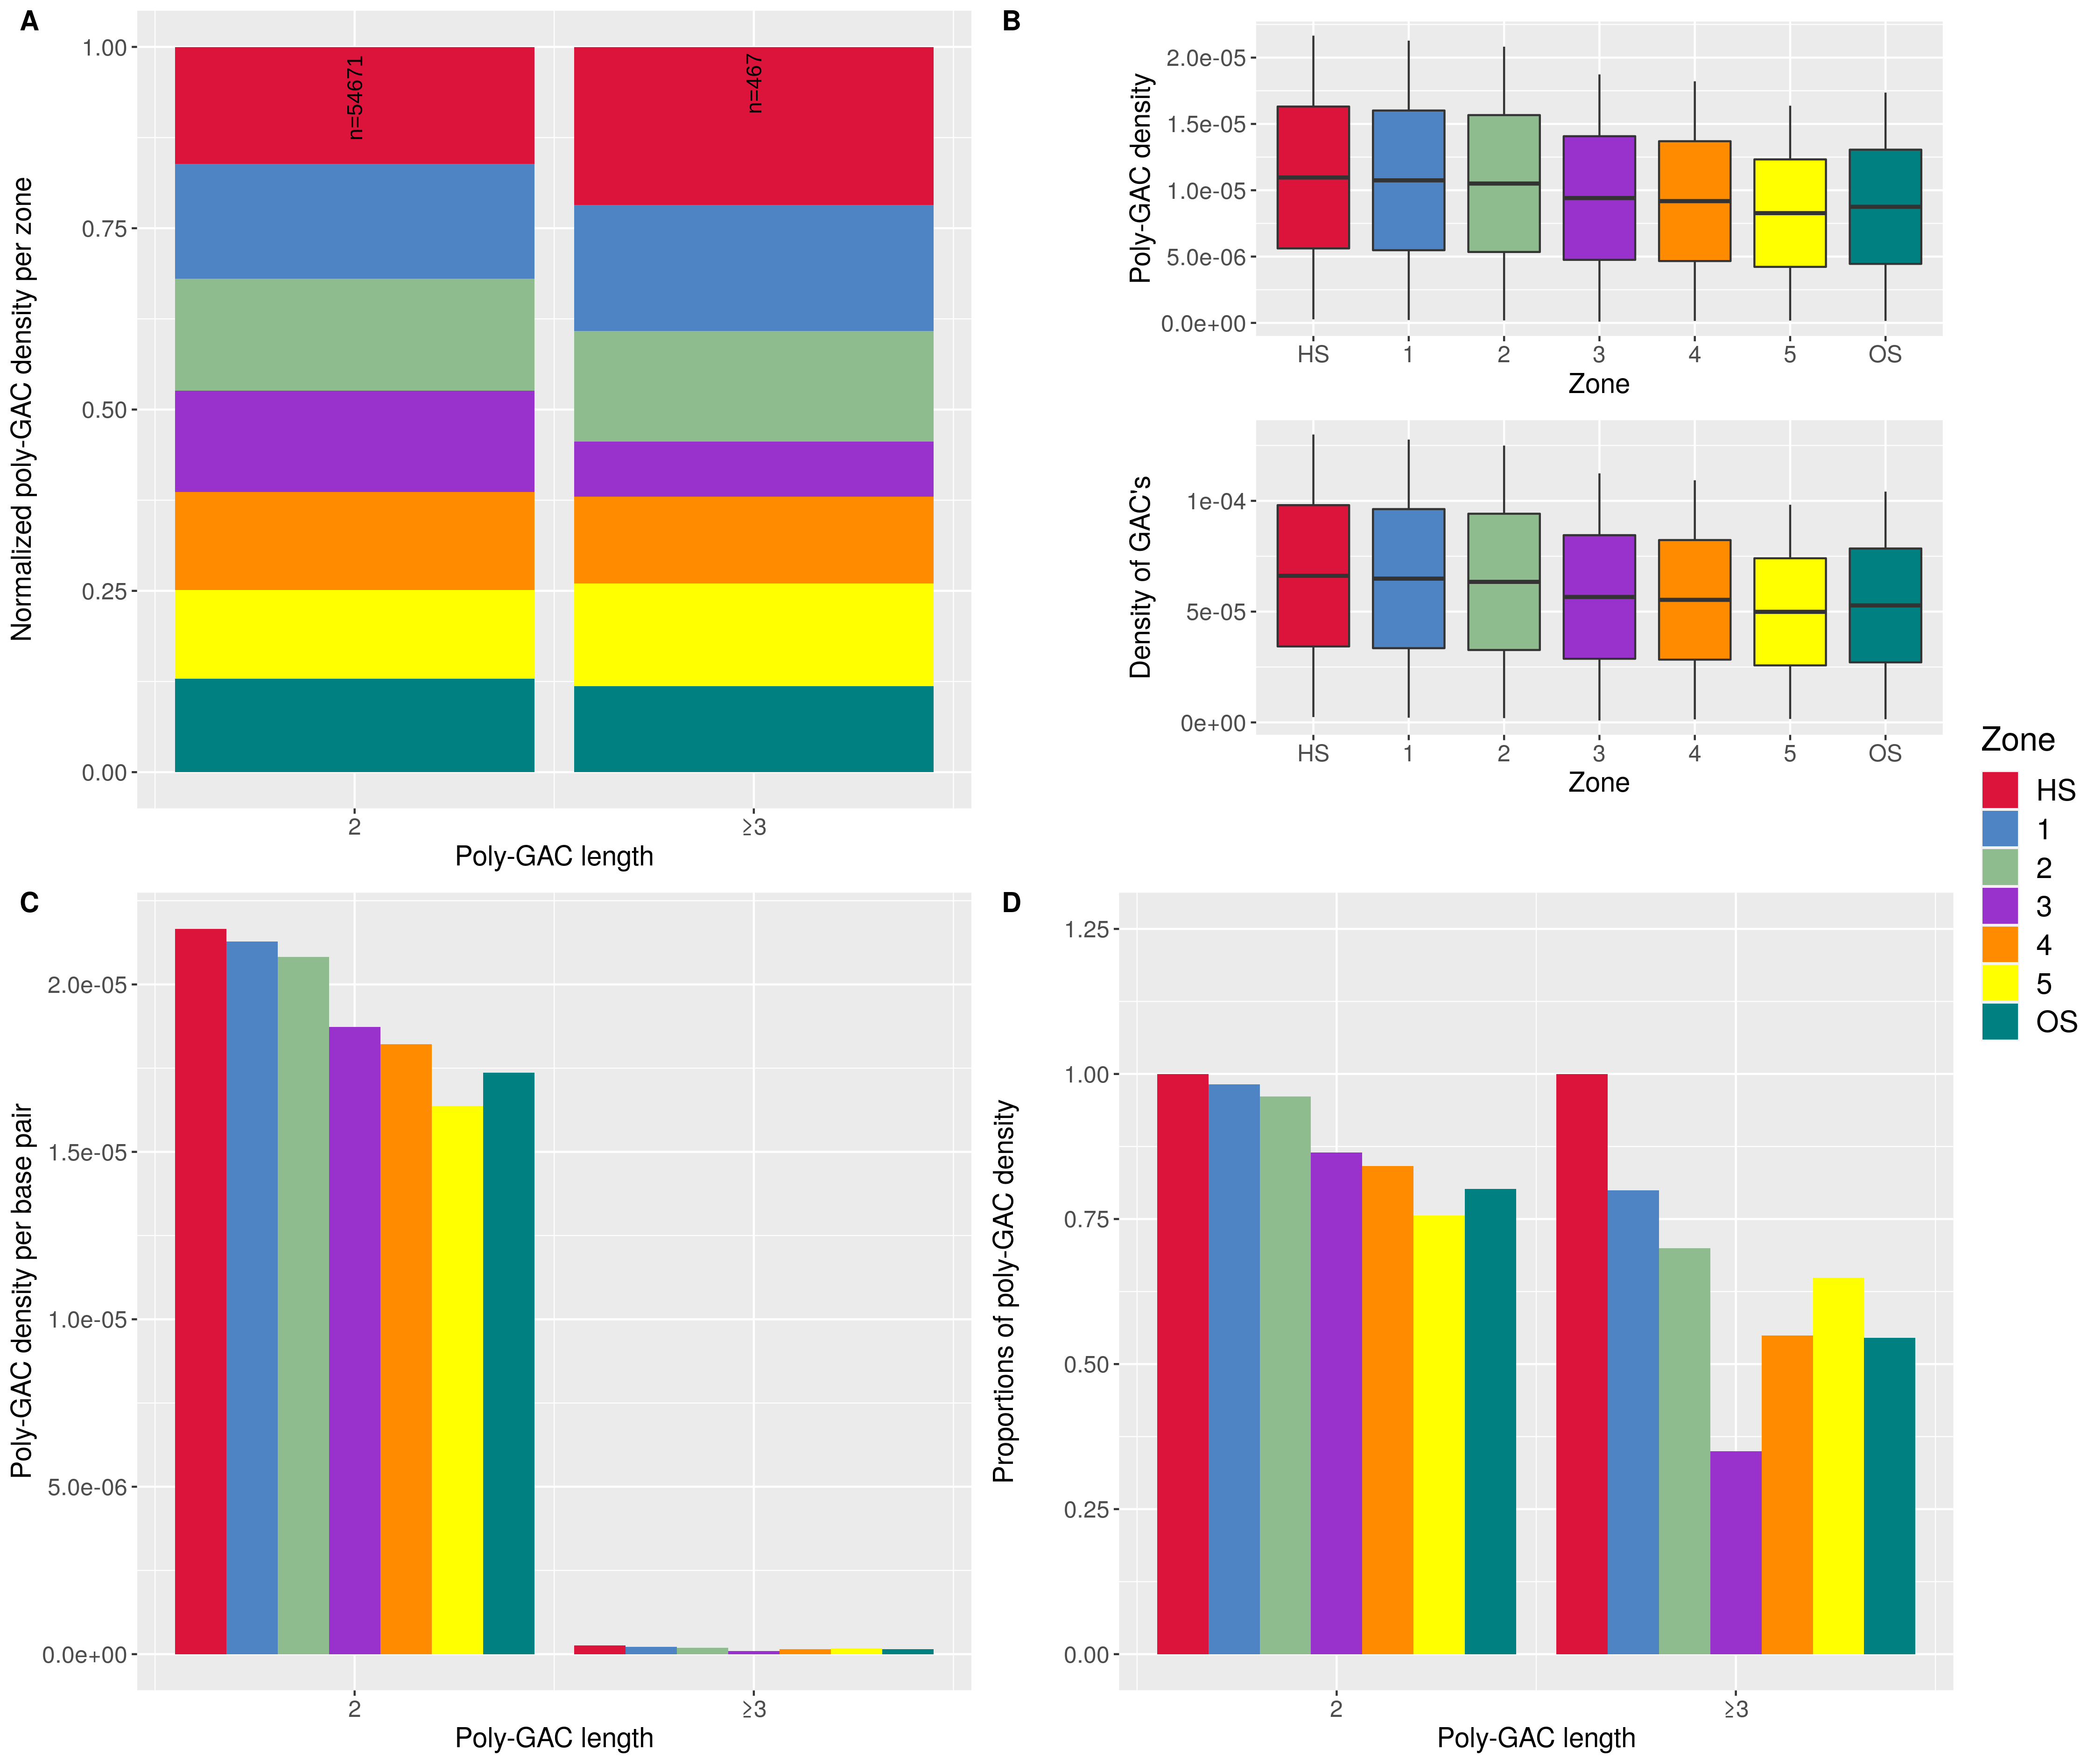 A
Normalized poly-GAC density per zone
1.00
0.75
0.50
0.25
0.00
n=54671
n=467
2
≥3
Poly-GAC length
B
Poly-GAC density
2.0e-05
1.5e-05
1.0e-05
5.0e-06
0.0e+00
HS 1 2 3 4 5 OS
Zone
Density of GAC's
1e-04
5e-05
0e+00
HS 1 2 3 4 5 OS
Zone
Zone
HS
1
2
3
4
5
OS
C
Poly-GAC density per base pair
2.0e-05
1.5e-05
1.0e-05
5.0e-06
0.0e+00
2
≥3
Poly-GAC length
D
Proportions of poly-GAC density
1.25
1.00
0.75
0.50
0.25
0.00
2
≥3
Poly-GAC length